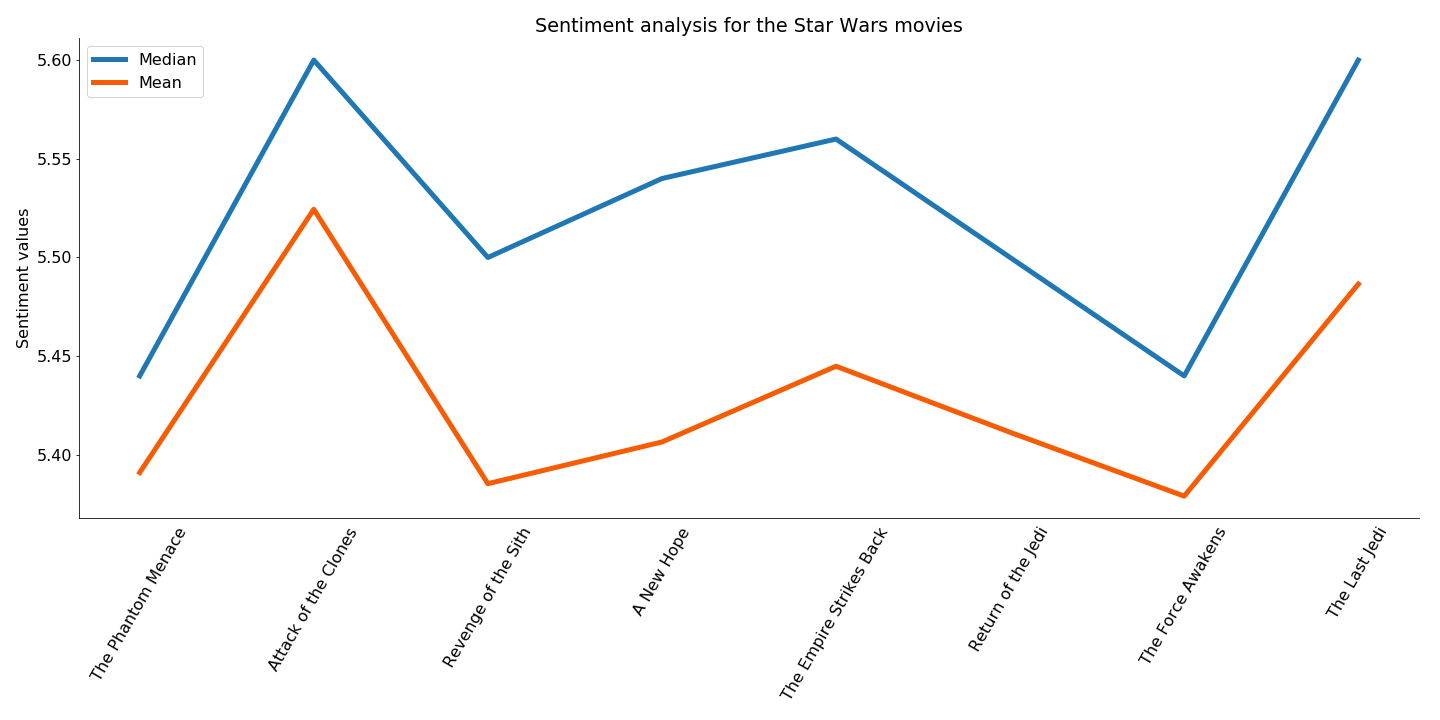 Sentiment analysis for the Star Wars movies
Median
Mean
5.60
5.55
5.50
5.45
5.40
Sentiment values
The Phantom Menace
Attack of the Clones
Revenge of the Sith
A New Hope
The Empire Strikes Back
Return of the Jedi
The Force Awakens
The Last Jedi